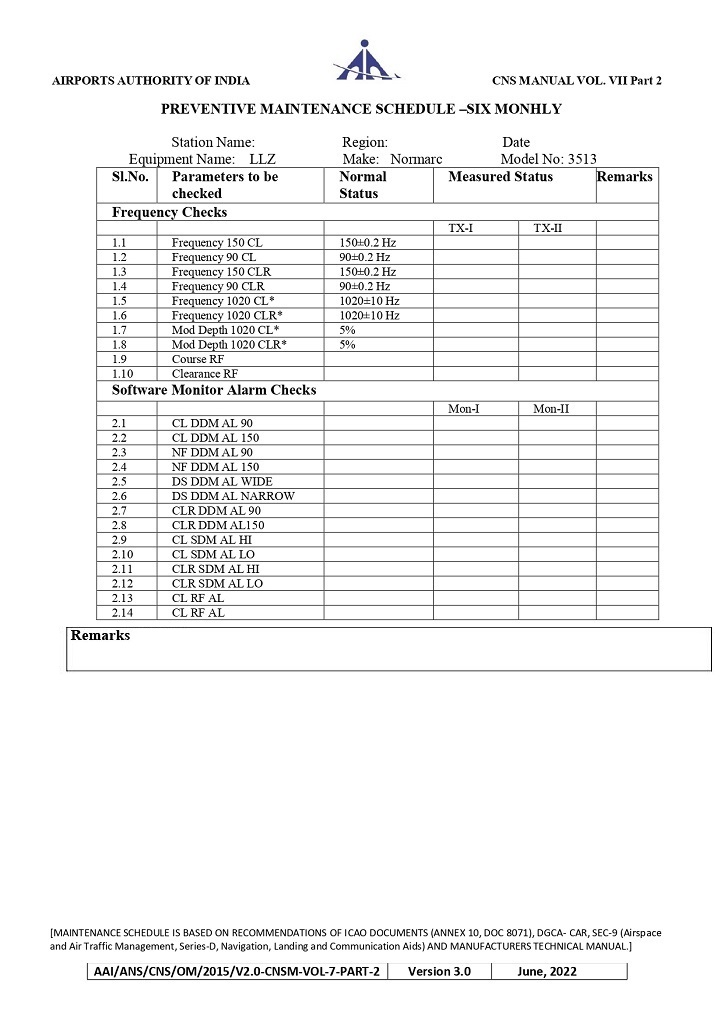 AIRPORTS AUTHORITY OF INDIA CNS MANUAL VOL. VII Part 2
PREVENTIVE MAINTENANCE SCHEDULE –SIX MONHLY
Station Name: Region: Date
Equipment Name: LLZ Make: Normarc Model No: 3513
Sl.No. Parameters to be Normal Measured Status Remarks
checked Status
Frequency Checks
TX-I TX-II
1.1 Frequency 150 CL 150±0.2 Hz
1.2 Frequency 90 CL 90±0.2 Hz
1.3 Frequency 150 CLR 150±0.2 Hz
1.4 Frequency 90 CLR 90±0.2 Hz
1.5 Frequency 1020 CL* 1020±10 Hz
1.6 Frequency 1020 CLR* 1020±10 Hz
1.7 Mod Depth 1020 CL* 5%
1.8 Mod Depth 1020 CLR* 5%
1.9 Course RF
1.10 Clearance RF
Software Monitor Alarm Checks
Mon-I Mon-II
2.1 CL DDM AL 90
2.2 CL DDM AL 150
2.3 NF DDM AL 90
2.4 NF DDM AL 150
2.5 DS DDM AL WIDE
2.6 DS DDM AL NARROW
2.7 CLR DDM AL 90
2.8 CLR DDM AL150
2.9 CL SDM AL HI
2.10 CL SDM AL LO
2.11 CLR SDM AL HI
2.12 CLR SDM AL LO
2.13 CL RF AL
2.14 CL RF AL
Remarks
[MAINTENANCE SCHEDULE IS BASED ON RECOMMENDATIONS OF ICAO DOCUMENTS (ANNEX 10, DOC 8071), DGCA- CAR, SEC-9 (Airspace
and Air Traffic Management, Series-D, Navigation, Landing and Communication Aids) AND MANUFACTURERS TECHNICAL MANUAL.]
AAI/ANS/CNS/OM/2015/V2.0-CNSM-VOL-7-PART-2 Version 3.0 June, 2022